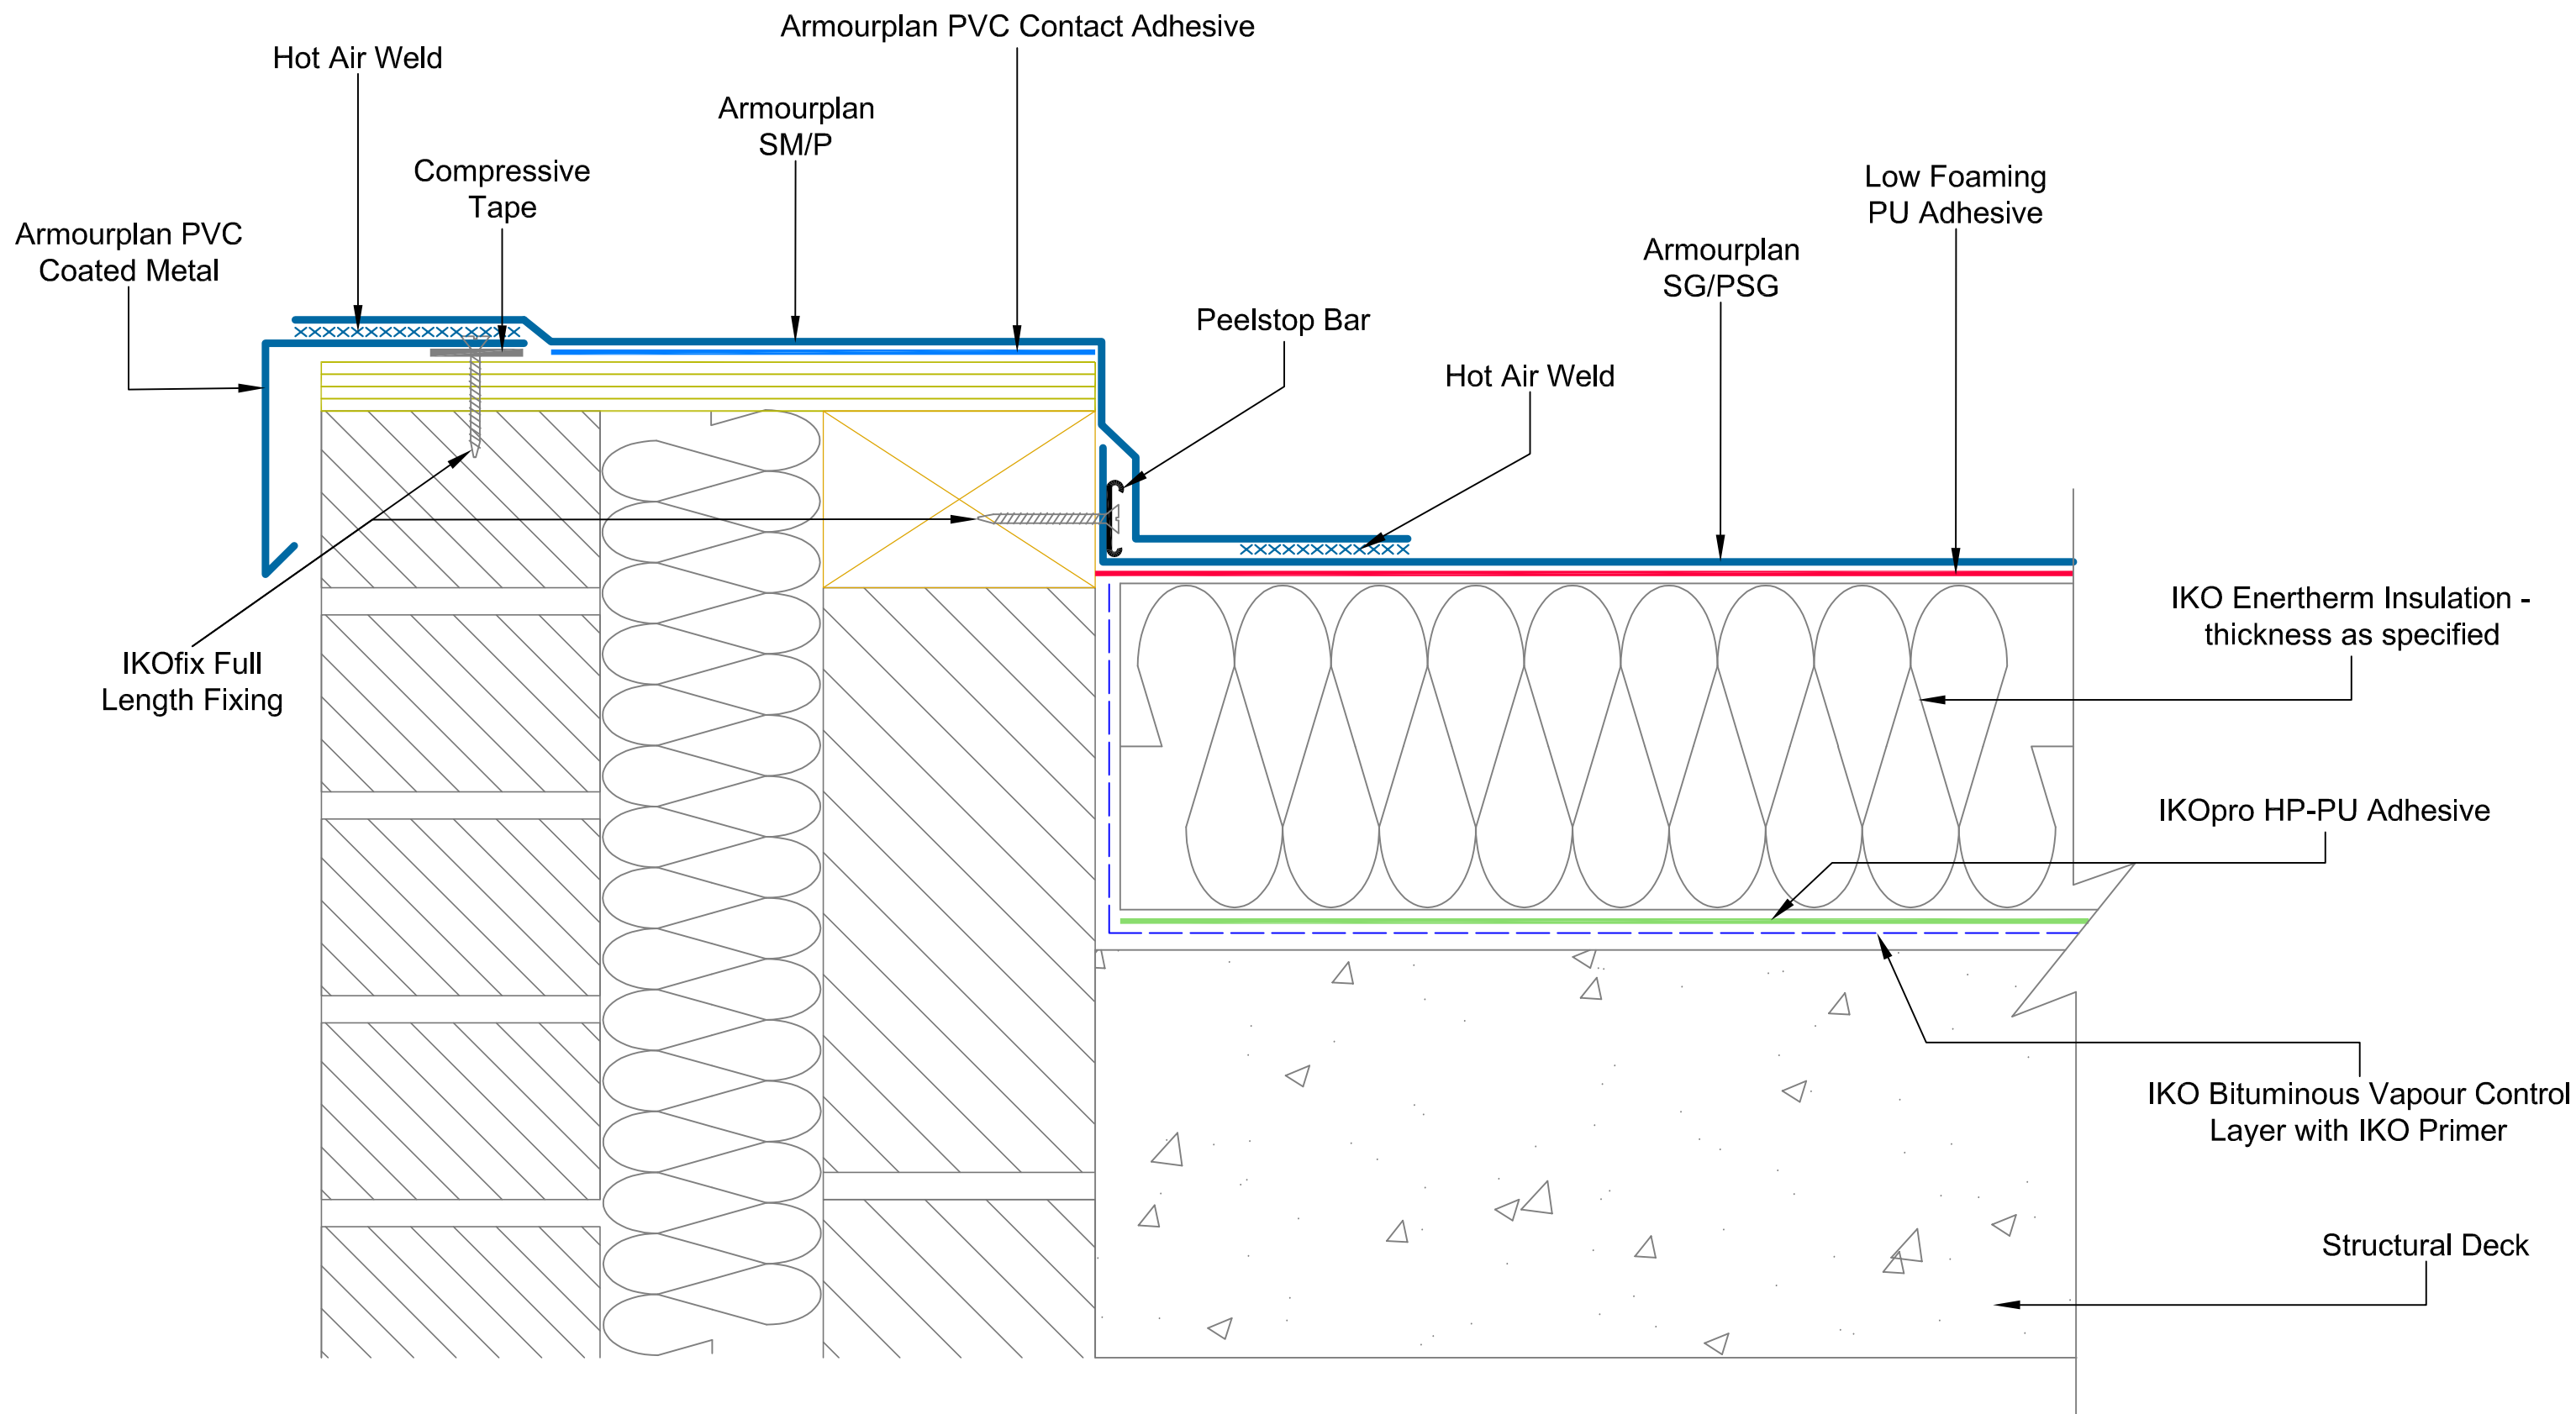 Armourplan PVC Contact Adhesive
Hot Air Weld
Armourplan
SM/P
Compressive
Tape
Low Foaming
PU Adhesive
Armourplan PVC
Coated Metal
Armourplan
SG/PSG
Peelstop Bar
Hot Air Weld
IKO Enertherm Insulation -
thickness as specified
IKOfix Full
Length Fixing
IKOpro HP-PU Adhesive
IKO Bituminous Vapour Control
Layer with IKO Primer
Structural Deck